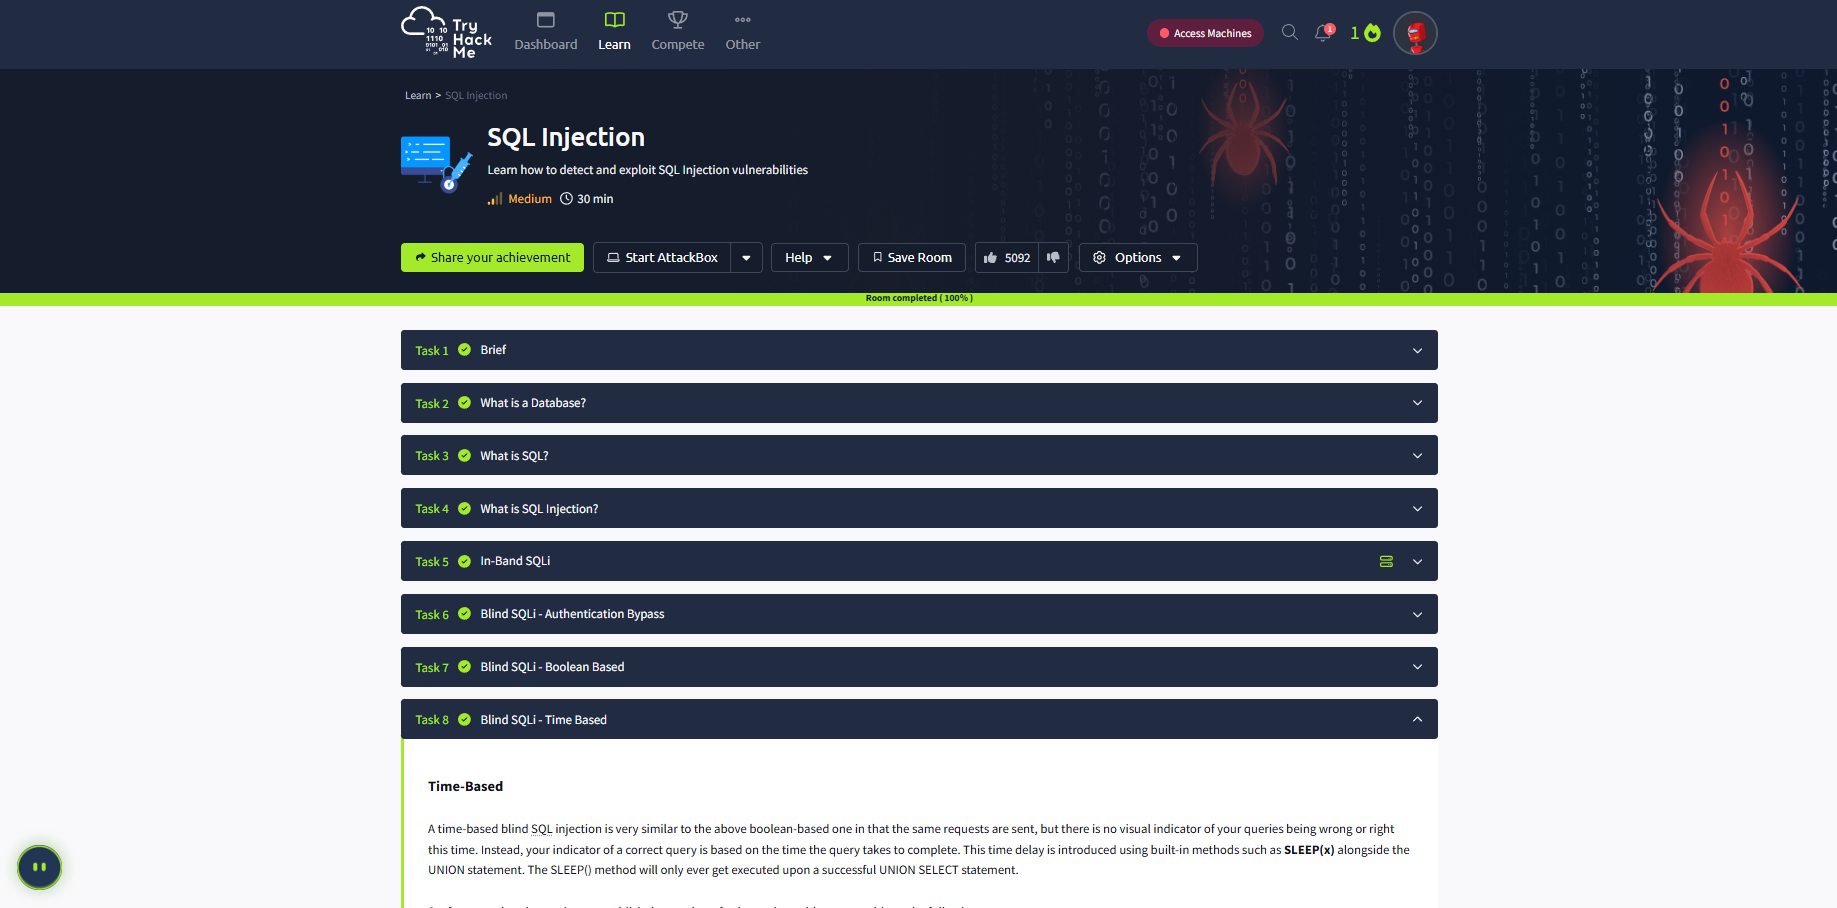 Try Hack Me
Dashboard
Learn
Compete
Other
Access Machines
1
1
Learn > SQL Injection
SQL Injection
Learn how to detect and exploit SQL Injection vulnerabilities
Medium 30 min
Share your achievement
Start AttackBox
Help
Save Room
5092
Options
Room completed ( 100% )
Task 1 Brief
Task 2 What is a Database?
Task 3 What is SQL?
Task 4 What is SQL Injection?
Task 5 In-Band SQLi
Task 6 Blind SQLi - Authentication Bypass
Task 7 Blind SQLi - Boolean Based
Task 8 Blind SQLi - Time Based
Time-Based
A time-based blind SQL injection is very similar to the above boolean-based one in that the same requests are sent, but there is no visual indicator of your queries being wrong or right
this time. Instead, your indicator of a correct query is based on the time the query takes to complete. This time delay is introduced using built-in methods such as SLEEP(x) alongside the
UNION statement. The SLEEP() method will only ever get executed upon a successful UNION SELECT statement.